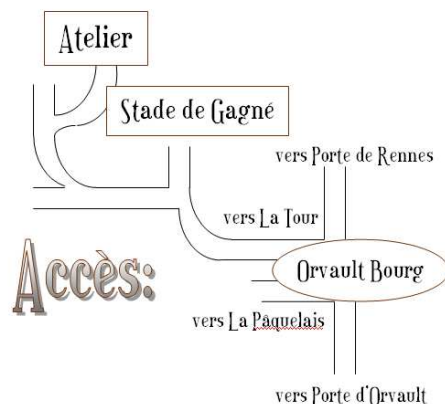 Atelier
Stade de Gagné
vers Porte de Rennes
vers La Tour
Orvault Bourg
Accès:
vers La Pâquelais
vers Porte d'Orvault